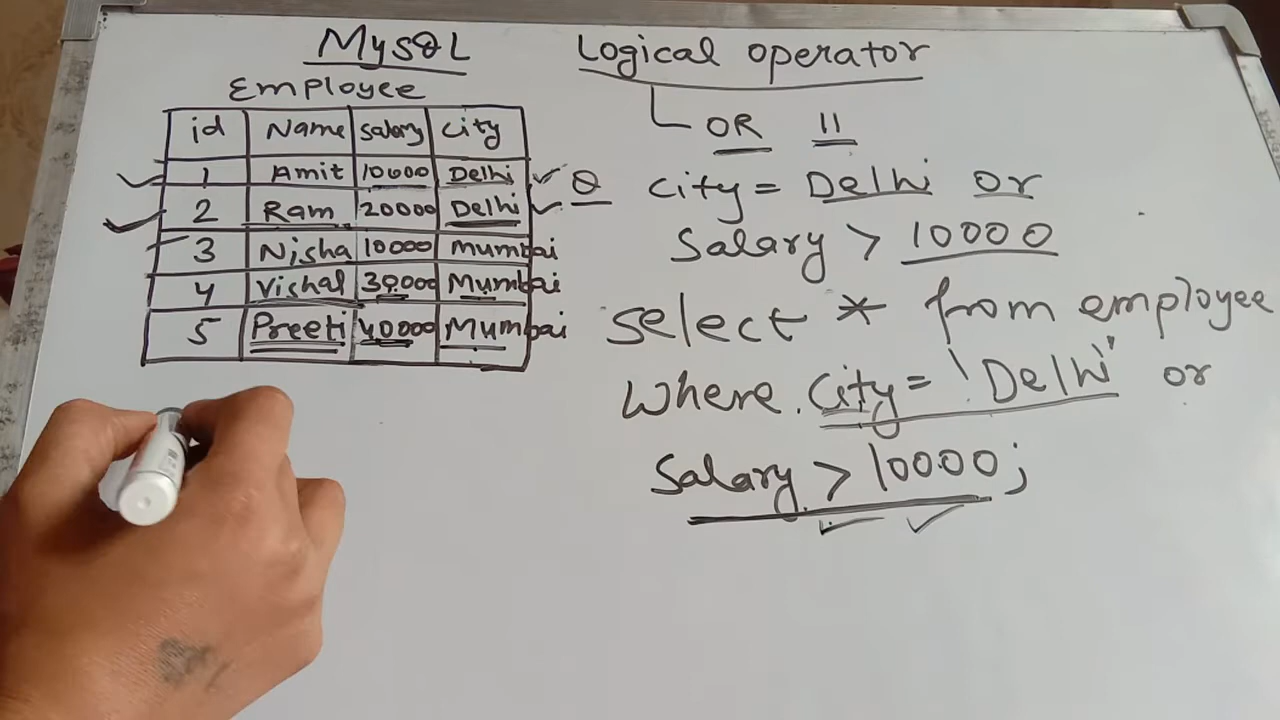 MySQL
Logical operator
Employee
id Name Salary City
1 Amit 10000 Delhi
2 Ram 20000 Delhi
3 Nisha 10000 Mumbai
4 Vishal 30000 Mumbai
5 Preeti 40000 Mumbai
OR ||
Q City = Delhi or
Salary > 10000
Select * from employee
Where City = 'Delhi' or
Salary > 10000;